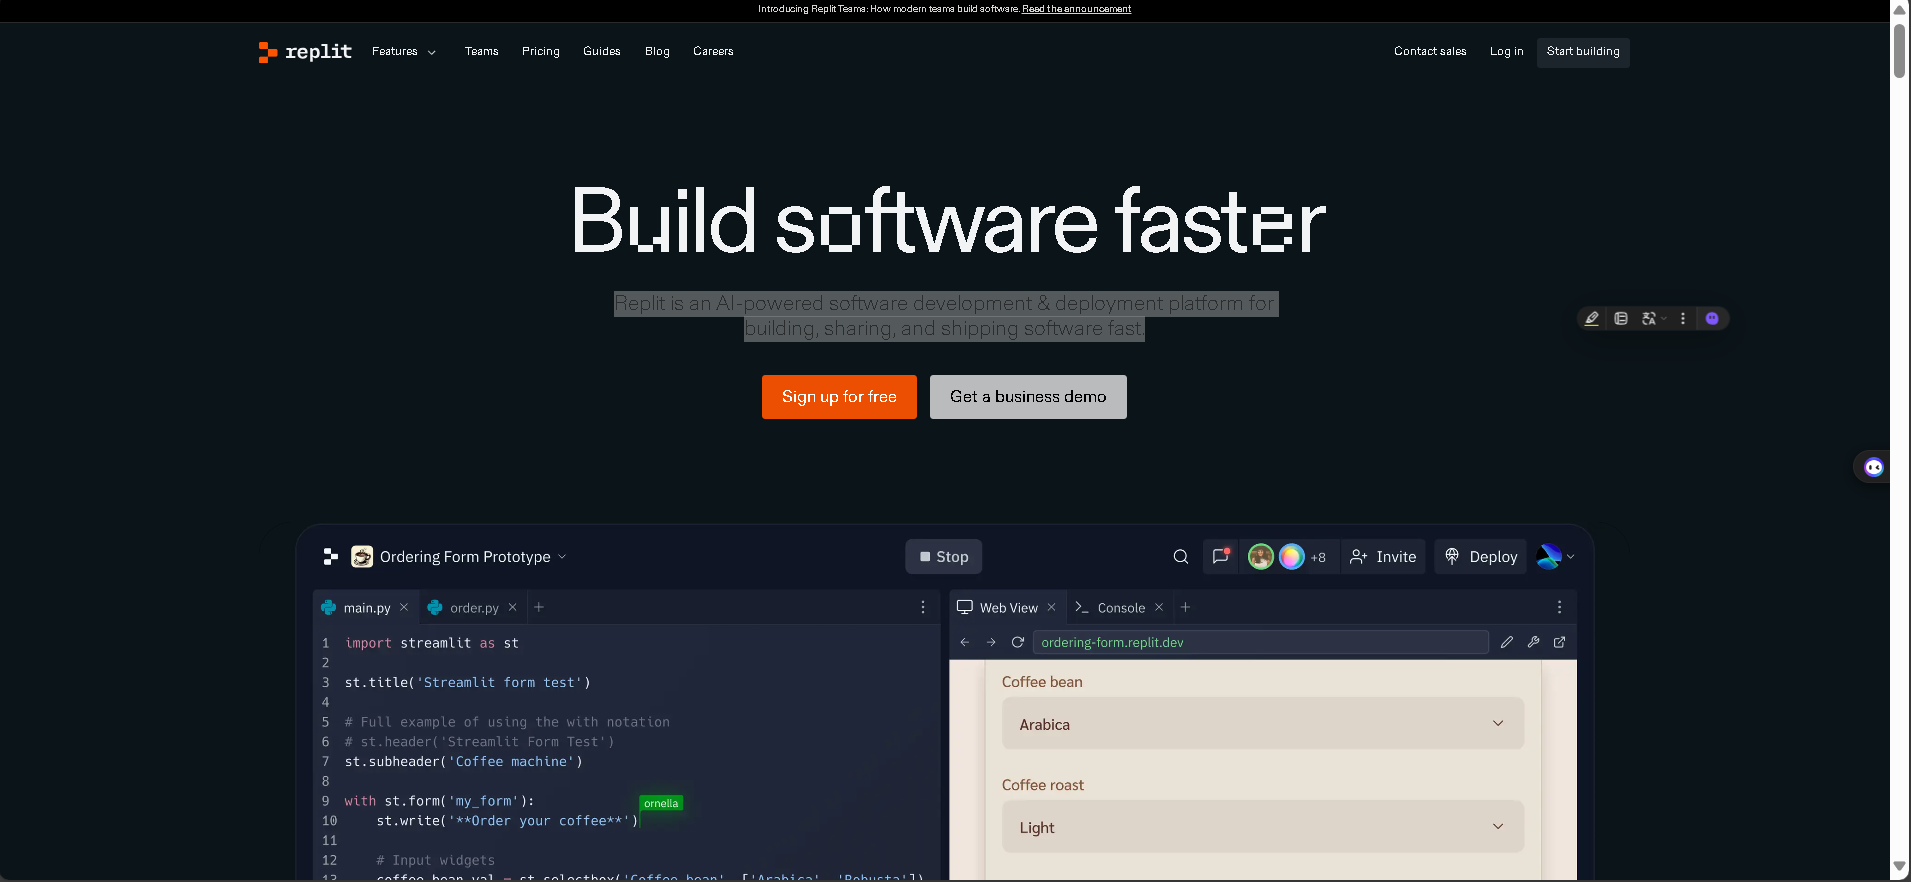 Introducing Replit Teams: How modern teams build software. Read the announcement
replit Features Teams Pricing Guides Blog Careers Contact sales Log in Start building
Build software faster
Replit is an AI-powered software development & deployment platform for
building, sharing, and shipping software fast.
Sign up for free Get a business demo
Ordering Form Prototype Stop +8 Invite Deploy
main.py order.py
1 import streamlit as st
2
3 st.title('Streamlit form test')
4
5 # Full example of using the with notation
6 # st.header('Streamlit Form Test')
7 st.subheader('Coffee machine')
8
9 with st.form('my_form'):
ornella
10 st.write('**Order your coffee**')
11
12 # Input widgets
13 coffee_bean_val = st.selectbox('Coffee bean', ['Arabica', 'Robusta'])
Web View Console
ordering-form.replit.dev
Coffee bean
Arabica
Coffee roast
Light